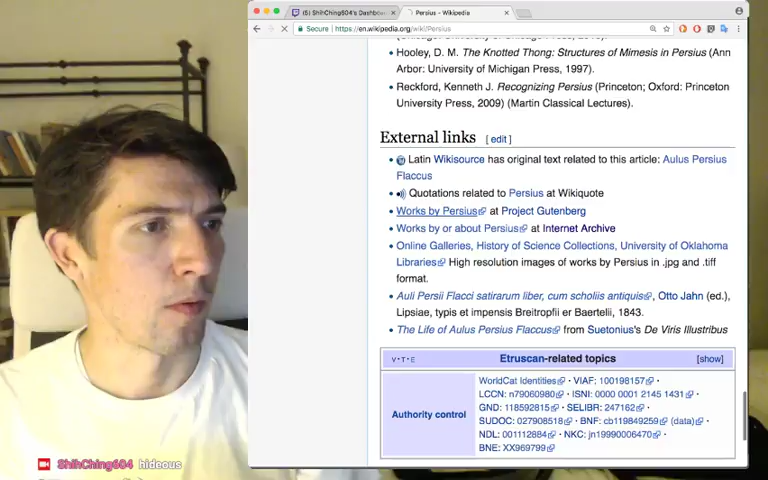 (5) ShihChing604's Dashboa
Persius - Wikipedia
Secure
https://en.wikipedia.org/wiki/Persius
Hooley, D. M. The Knotted Thong: Structures of Mimesis in Persius (Ann
Arbor: University of Michigan Press, 1997).
Reckford, Kenneth J. Recognizing Persius (Princeton; Oxford: Princeton
University Press, 2009) (Martin Classical Lectures).
External links [ edit ]
Latin Wikisource has original text related to this article: Aulus Persius
Flaccus
Quotations related to Persius at Wikiquote
Works by Persius at Project Gutenberg
Works by or about Persius at Internet Archive
Online Galleries, History of Science Collections, University of Oklahoma
Libraries High resolution images of works by Persius in .jpg and .tiff
format.
Auli Persii Flacci satirarum liber, cum scholiis antiquis, Otto Jahn (ed.),
Lipsiae, typis et impensis Breitropfii er Baertelii, 1843.
The Life of Aulus Persius Flaccus from Suetonius's De Viris Illustribus
V·T·E Etruscan-related topics [show]
Authority control
WorldCat Identities · VIAF: 100198157 ·
LCCN: n79060980 · ISNI: 0000 0001 2145 1431 ·
GND: 118592815 · SELIBR: 247162 ·
SUDOC: 027908518 · BNF: cb119849259 (data) ·
NDL: 001112884 · NKC: jn19990006470 ·
BNE: XX969799
ShihChing604 hideous